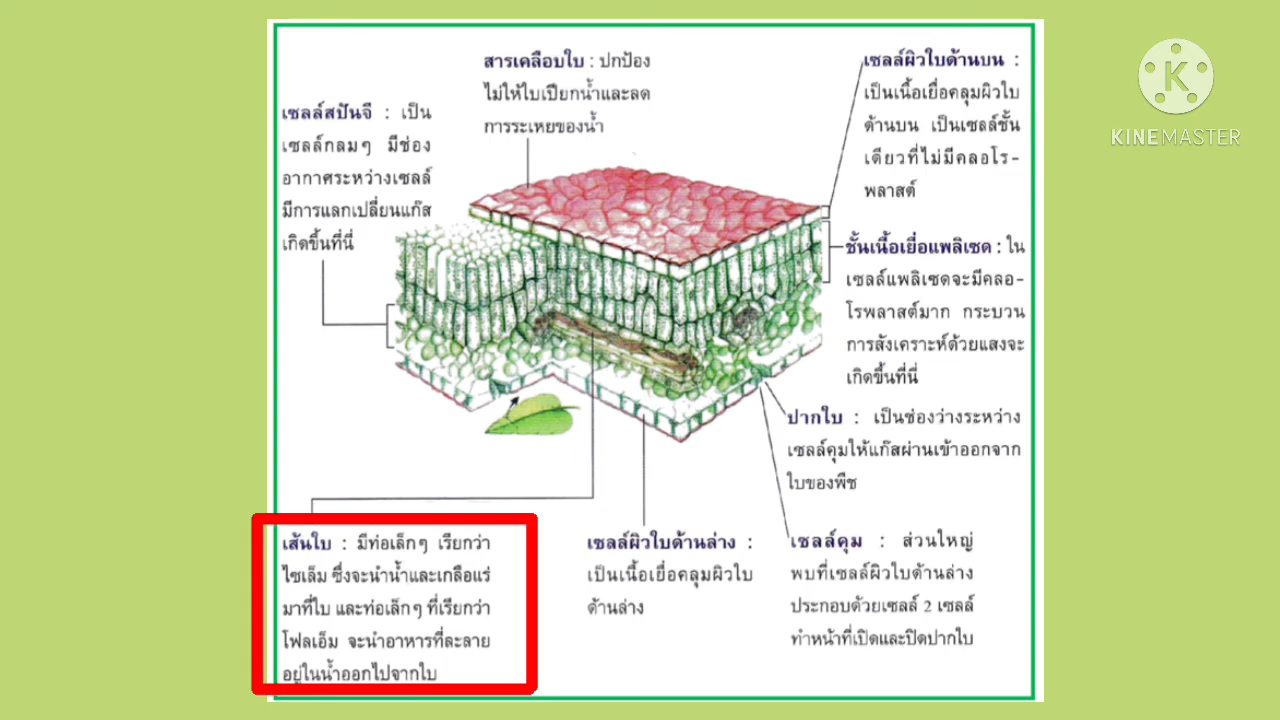 สารเคลือบใบ : ปกป้อง
ไม่ให้ใบเปียกน้ำและลด
การระเหยของน้ำ
เซลล์ผิวใบด้านบน :
เป็นเนื้อเยื่อคลุมผิวใบ
ด้านบน เป็นเซลล์ชั้น
เดียวที่ไม่มีคลอโร-
พลาสต์
K
KINEMASTER
เซลล์สปันจี : เป็น
เซลล์กลมๆ มีช่อง
อากาศระหว่างเซลล์
มีการแลกเปลี่ยนแก๊ส
เกิดขึ้นที่นี่
ชั้นเนื้อเยื่อแพลิเซด : ใน
เซลล์แพลิเซดจะมีคลอ-
โรพลาสต์มาก กระบวน
การสังเคราะห์ด้วยแสงจะ
เกิดขึ้นที่นี่
ปากใบ : เป็นช่องว่างระหว่าง
เซลล์คุมให้แก๊สผ่านเข้าออกจาก
ใบของพืช
เส้นใบ : มีท่อเล็กๆ เรียกว่า
ไซเล็ม ซึ่งจะนำน้ำและเกลือแร่
มาที่ใบ และท่อเล็กๆ ที่เรียกว่า
โฟลเอ็ม จะนำอาหารที่ละลาย
อยู่ในน้ำออกไปจากใบ
เซลล์ผิวใบด้านล่าง :
เป็นเนื้อเยื่อคลุมผิวใบ
ด้านล่าง
เซลล์คุม : ส่วนใหญ่
พบที่เซลล์ผิวใบด้านล่าง
ประกอบด้วยเซลล์ 2 เซลล์
ทำหน้าที่เปิดและปิดปากใบ